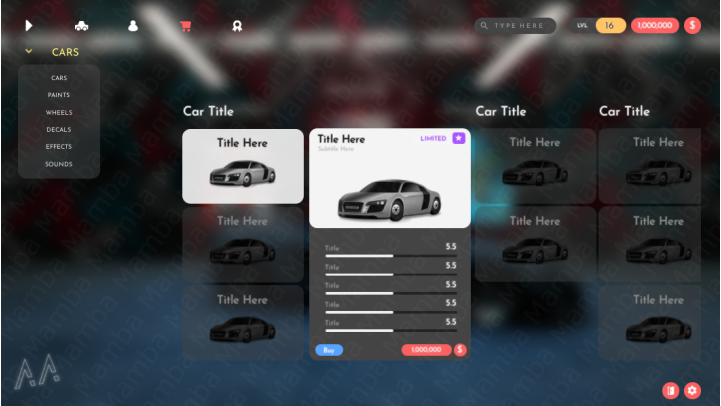 TYPE HERE
LVL 16 1,000,000 $
CARS
CARS
PAINTS
WHEELS
DECALS
EFFECTS
SOUNDS
Car Title
Title Here
Title Here
Title Here
Title Here
LIMITED
Subtitle Here
Title 5.5
Title 5.5
Title 5.5
Title 5.5
Title 5.5
Buy 1,000,000 $
Car Title
Title Here
Title Here
Car Title
Title Here
Title Here
Title Here
Mamba